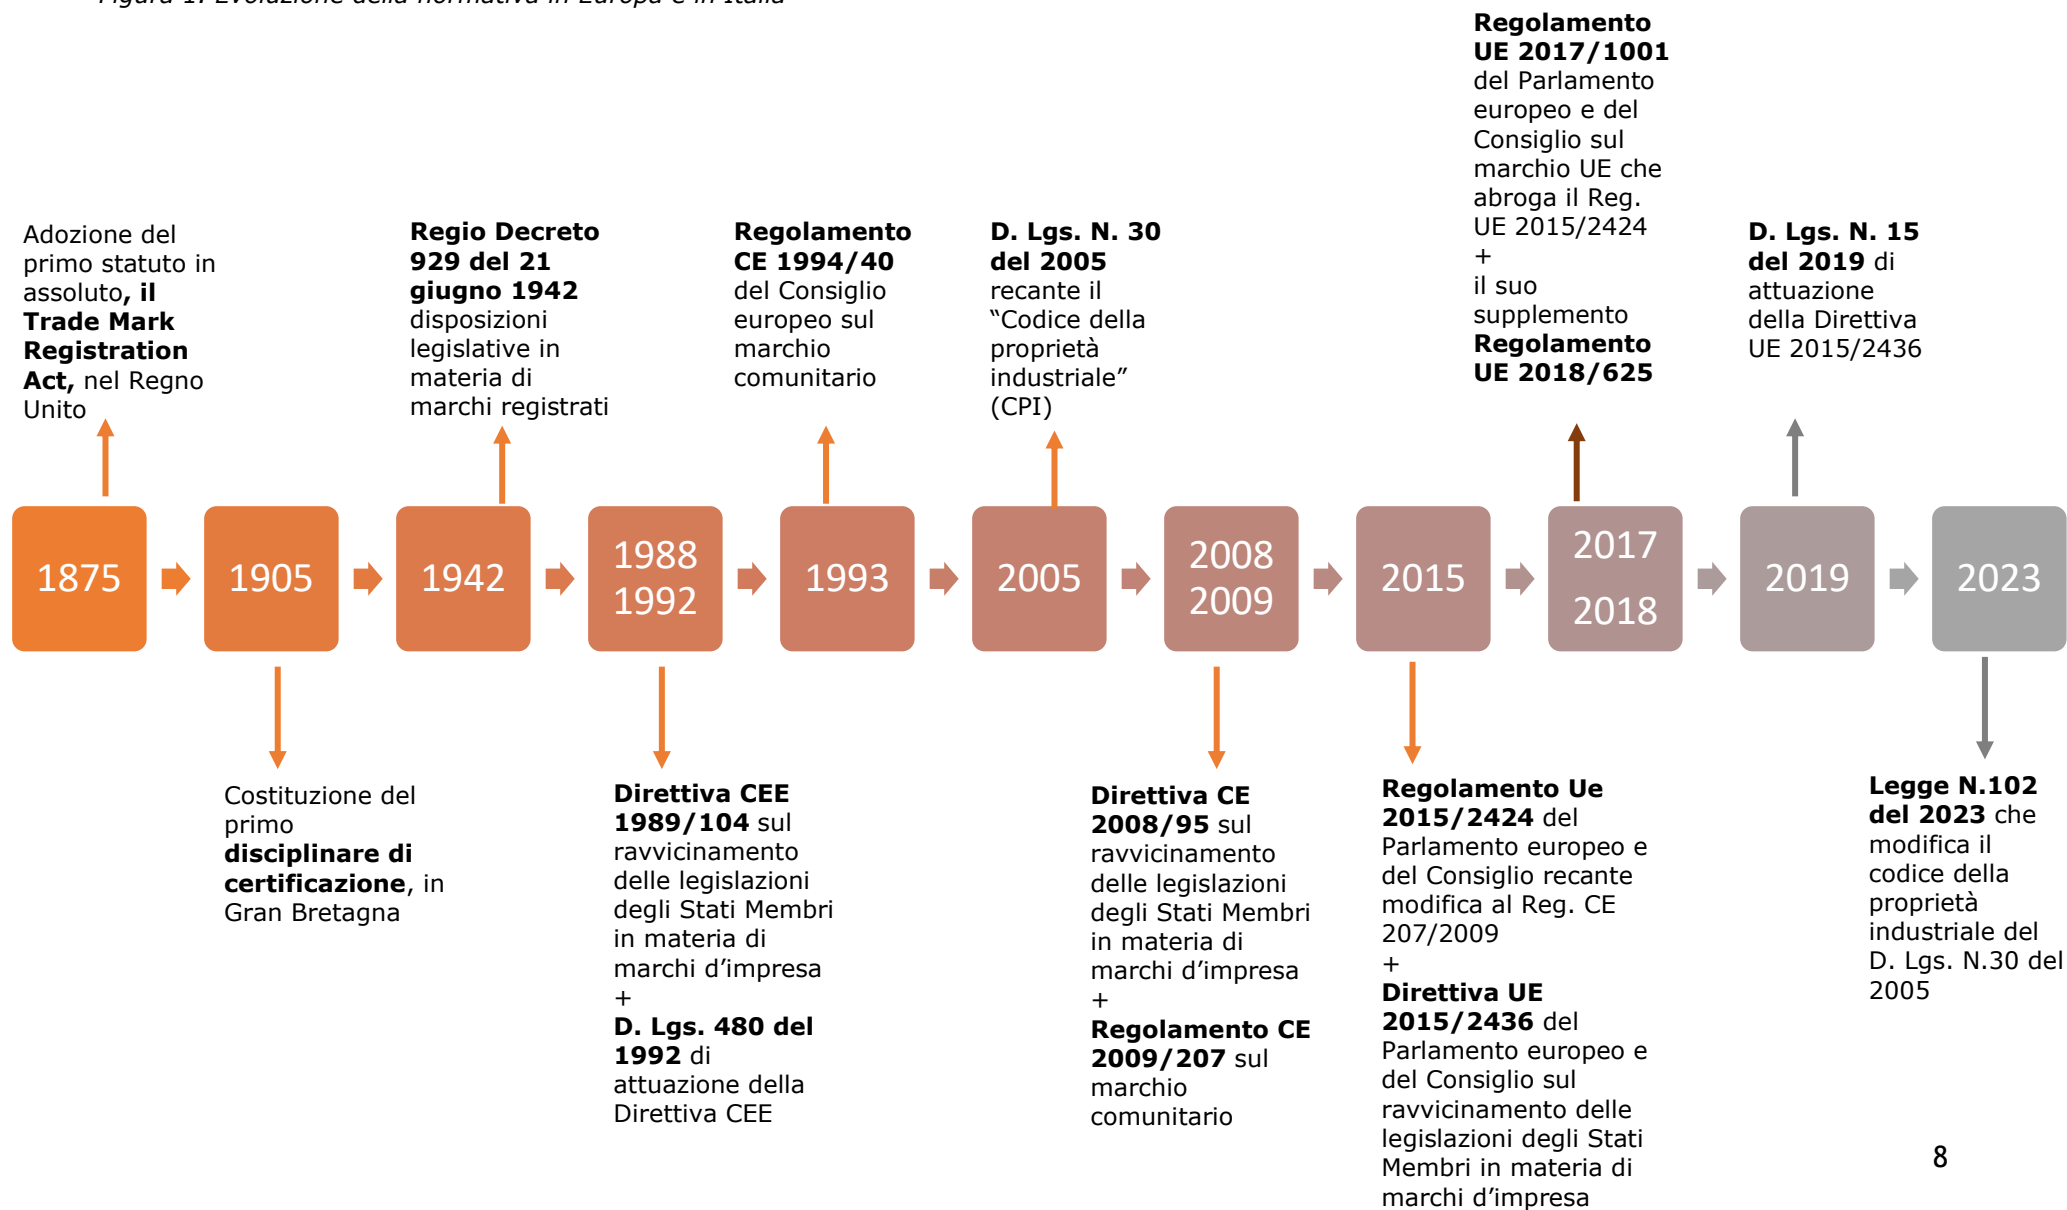 Figura 1. Evoluzione della normativa in Europa e in Italia
Regolamento
UE 2017/1001
del Parlamento
europeo e del
Consiglio sul
marchio UE che
abroga il Reg.
UE 2015/2424
+
il suo
supplemento
Regolamento
UE 2018/625
Adozione del
primo statuto in
assoluto, il
Trade Mark
Registration
Act, nel Regno
Unito
Regio Decreto
929 del 21
giugno 1942
disposizioni
legislative in
materia di
marchi registrati
Regolamento
CE 1994/40
del Consiglio
europeo sul
marchio
comunitario
D. Lgs. N. 30
del 2005
recante il
“Codice della
proprietà
industriale”
(CPI)
D. Lgs. N. 15
del 2019 di
attuazione
della Direttiva
UE 2015/2436
1875
1905
1942
1988
1992
1993
2005
2008
2009
2015
2017
2018
2019
2023
Costituzione del
primo
disciplinare di
certificazione, in
Gran Bretagna
Direttiva CEE
1989/104 sul
ravvicinamento
delle legislazioni
degli Stati Membri
in materia di
marchi d’impresa
+
D. Lgs. 480 del
1992 di
attuazione della
Direttiva CEE
Direttiva CE
2008/95 sul
ravvicinamento
delle legislazioni
degli Stati Membri
in materia di
marchi d’impresa
+
Regolamento CE
2009/207 sul
marchio
comunitario
Regolamento Ue
2015/2424 del
Parlamento europeo e
del Consiglio recante
modifica al Reg. CE
207/2009
+
Direttiva UE
2015/2436 del
Parlamento europeo e
del Consiglio sul
ravvicinamento delle
legislazioni degli Stati
Membri in materia di
marchi d’impresa
Legge N.102
del 2023 che
modifica il
codice della
proprietà
industriale del
D. Lgs. N.30 del
2005
8